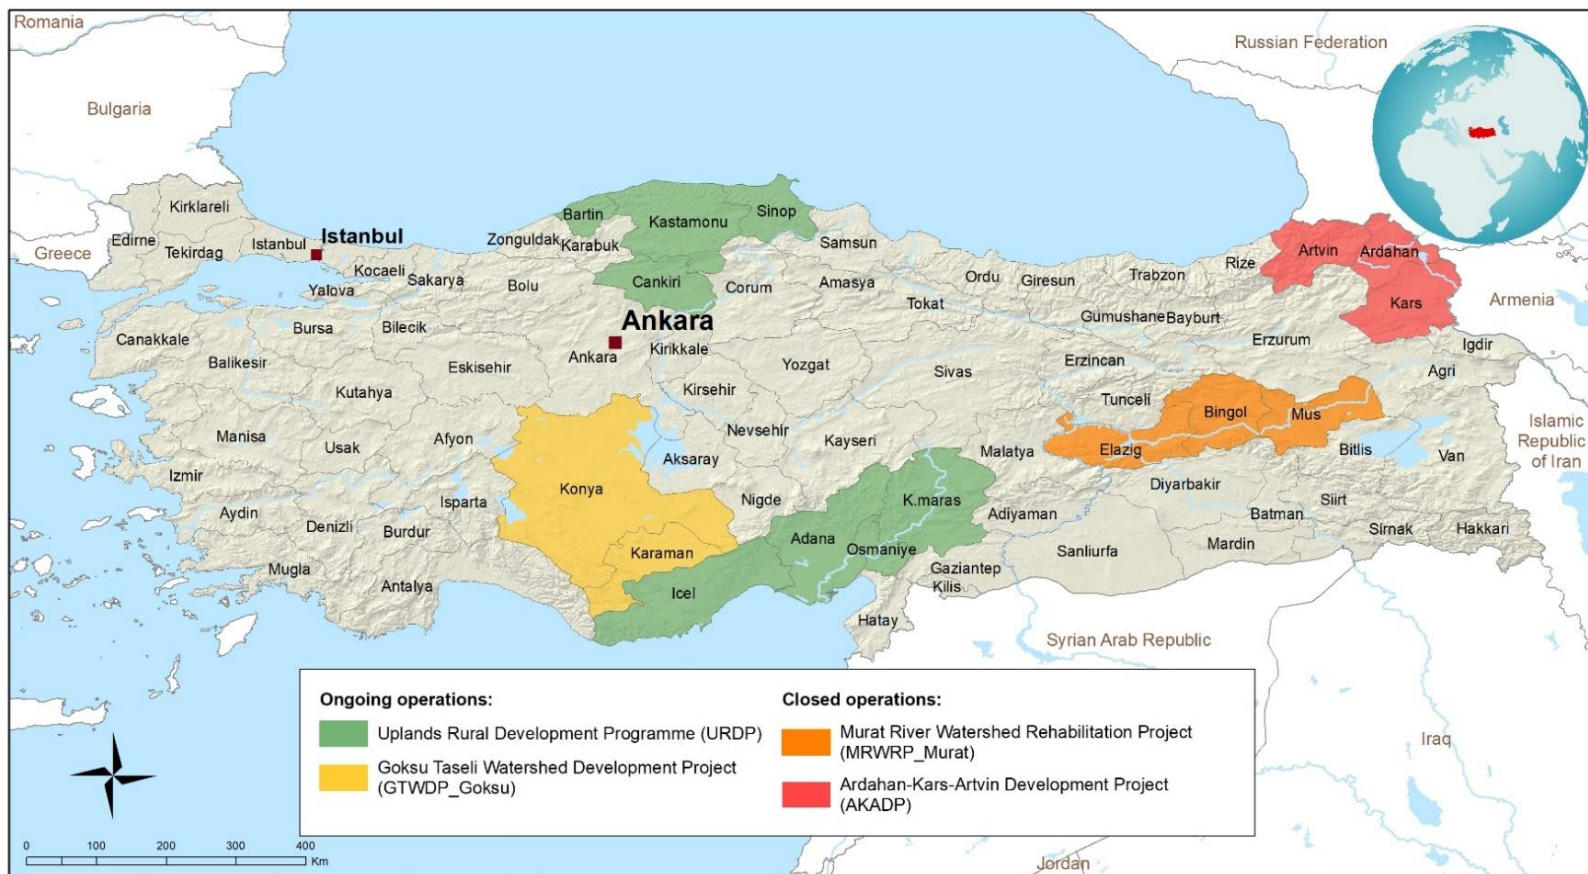 Romania
Russian Federation
Bulgaria
Kirklareli
Edirne
Tekirdag
Istanbul
Istanbul
Greece
Kocaeli
Yalova
Sakarya
Zonguldak
Bartin
Karabuk
Kastamonu
Sinop
Samsun
Cankiri
Corum
Amasya
Tokat
Ordu
Giresun
Trabzon
Rize
Artvin
Ardahan
Kars
Armenia
Canakkale
Bursa
Bilecik
Bolu
Ankara
Ankara
Kirikkale
Yozgat
Sivas
Gumushane
Bayburt
Erzincan
Erzurum
Igdir
Agri
Balikesir
Kutahya
Eskisehir
Kirsehir
Nevsehir
Kayseri
Malatya
Tunceli
Elazig
Bingol
Mus
Bitlis
Van
Islamic
Republic
of Iran
Manisa
Usak
Afyon
Konya
Aksaray
Nigde
K.maras
Adiyaman
Diyarbakir
Batman
Siirt
Sirnak
Hakkari
Izmir
Aydin
Denizli
Burdur
Isparta
Karaman
Adana
Osmaniye
Gaziantep
Kilis
Sanliurfa
Mardin
Mugla
Antalya
Icel
Hatay
Syrian Arab Republic
Iraq
Jordan
Ongoing operations:
Uplands Rural Development Programme (URDP)
Goksu Taseli Watershed Development Project
(GTWDP_Goksu)
Closed operations:
Murat River Watershed Rehabilitation Project
(MRWRP_Murat)
Ardahan-Kars-Artvin Development Project
(AKADP)
0 100 200 300 400
Km